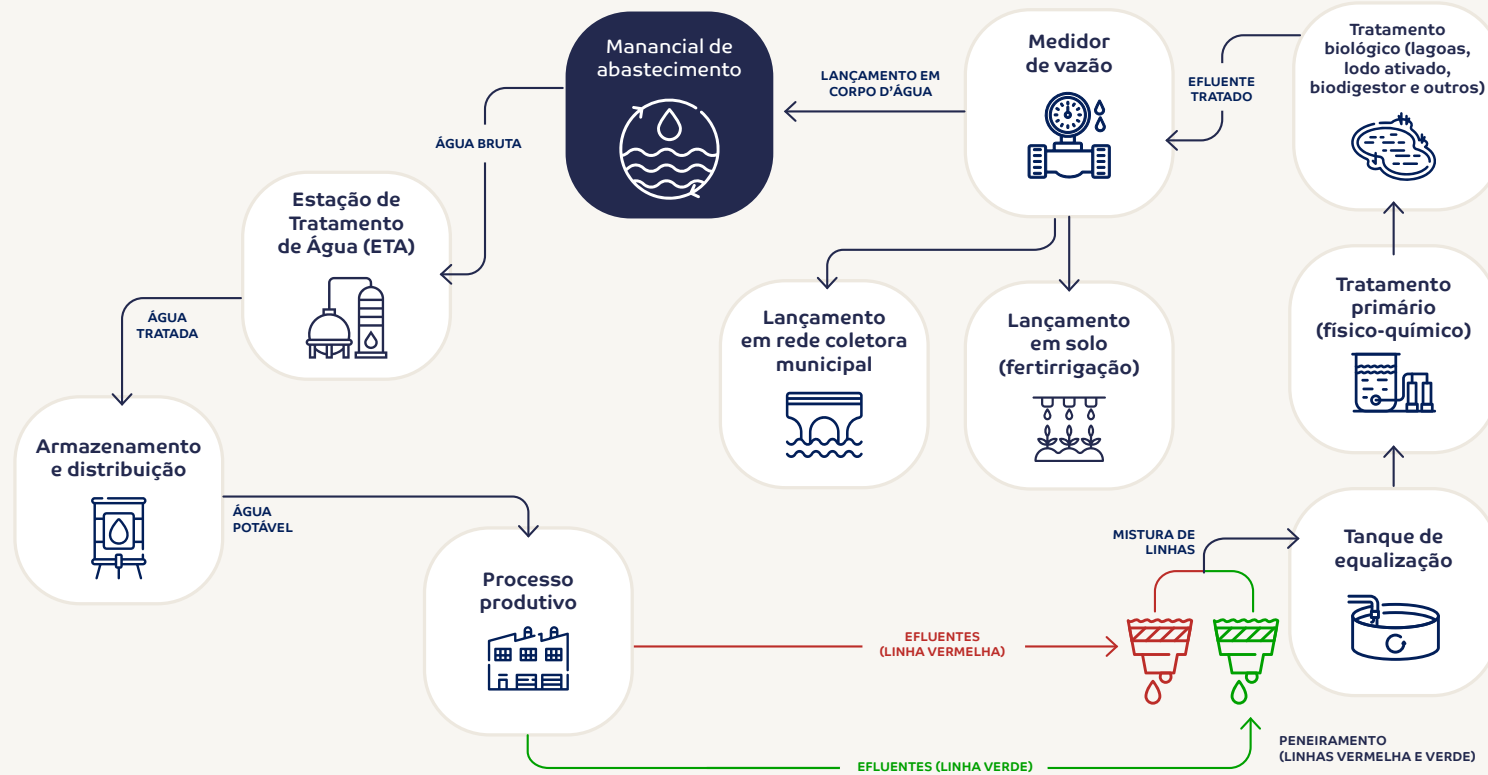 Manancial de
abastecimento
ÁGUA BRUTA
Estação de
Tratamento
de Água (ETA)
ÁGUA
TRATADA
Armazenamento
e distribuição
ÁGUA
POTÁVEL
Processo
produtivo
EFLUENTES
(LINHA VERMELHA)
EFLUENTES (LINHA VERDE)
PENEIRAMENTO
(LINHAS VERMELHA E VERDE)
MISTURA DE
LINHAS
Tanque de
equalização
Tratamento
primário
(físico-químico)
Tratamento
biológico (lagoas,
lodo ativado,
biodigestor e outros)
EFLUENTE
TRATADO
Medidor
de vazão
LANÇAMENTO EM
CORPO D’ÁGUA
Lançamento
em rede coletora
municipal
Lançamento
em solo
(fertirrigação)